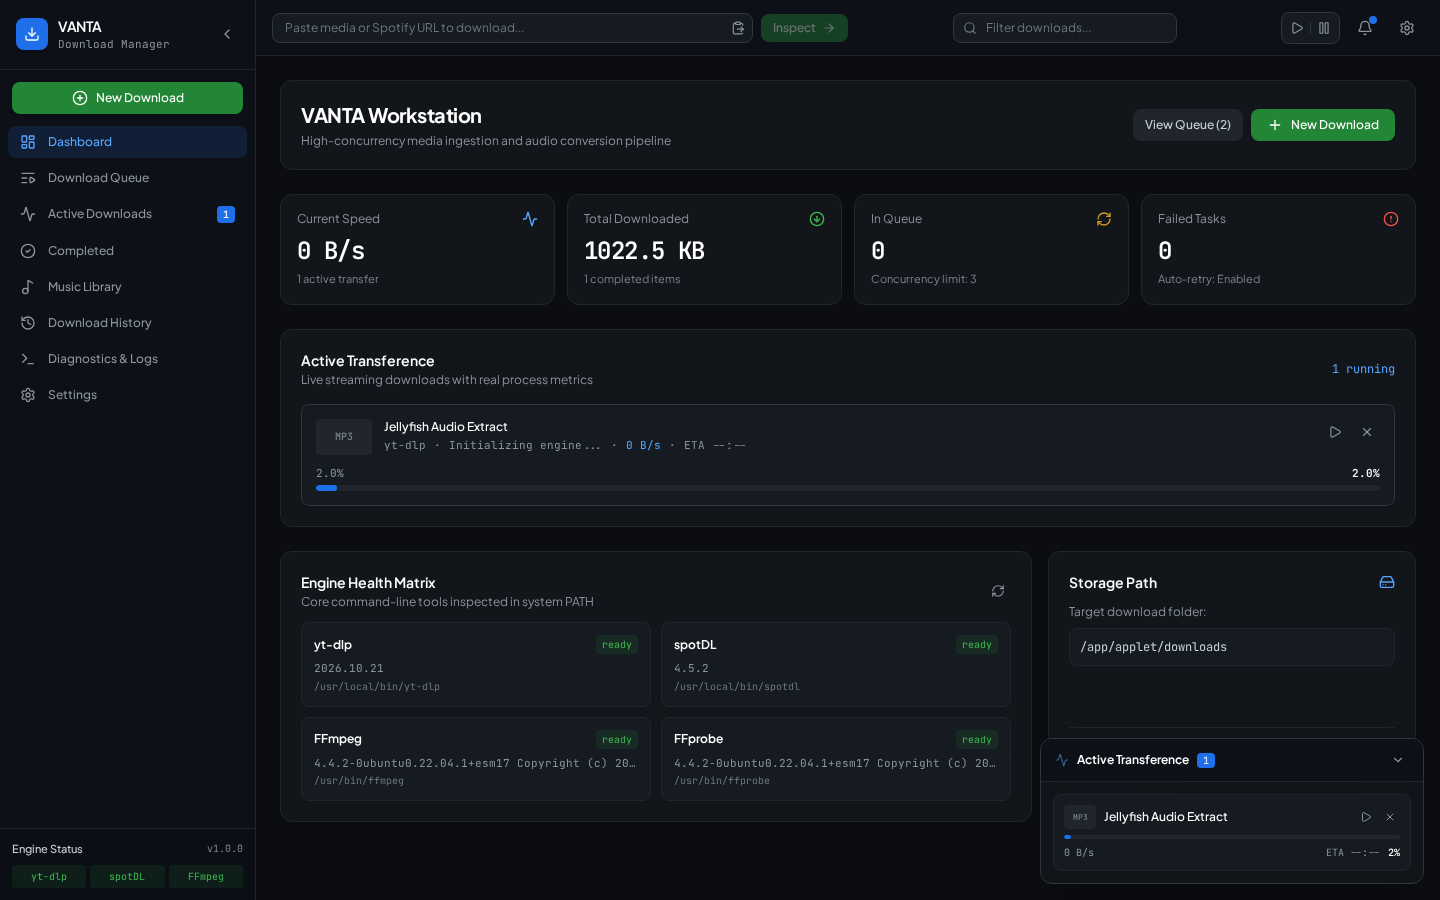 VANTA
Download Manager
New Download
Dashboard
Download Queue
Active Downloads
1
Completed
Music Library
Download History
Diagnostics & Logs
Settings
Engine Status
v1.0.0
yt-dlp
spotDL
FFmpeg
Paste media or Spotify URL to download...
Inspect
Filter downloads...
VANTA Workstation
High-concurrency media ingestion and audio conversion pipeline
View Queue (2)
New Download
Current Speed
0 B/s
1 active transfer
Total Downloaded
1022.5 KB
1 completed items
In Queue
0
Concurrency limit: 3
Failed Tasks
0
Auto-retry: Enabled
Active Transference
Live streaming downloads with real process metrics
1 running
MP3
Jellyfish Audio Extract
yt-dlp · Initializing engine... · 0 B/s · ETA --:--
2.0%
2.0%
Engine Health Matrix
Core command-line tools inspected in system PATH
yt-dlp
ready
2026.10.21
/usr/local/bin/yt-dlp
spotDL
ready
4.5.2
/usr/local/bin/spotdl
FFmpeg
ready
4.4.2-0ubuntu0.22.04.1+esm17 Copyright (c) 20…
/usr/bin/ffmpeg
FFprobe
ready
4.4.2-0ubuntu0.22.04.1+esm17 Copyright (c) 20…
/usr/bin/ffprobe
Storage Path
Target download folder:
/app/applet/downloads
Active Transference
1
MP3
Jellyfish Audio Extract
0 B/s
ETA --:--
2%